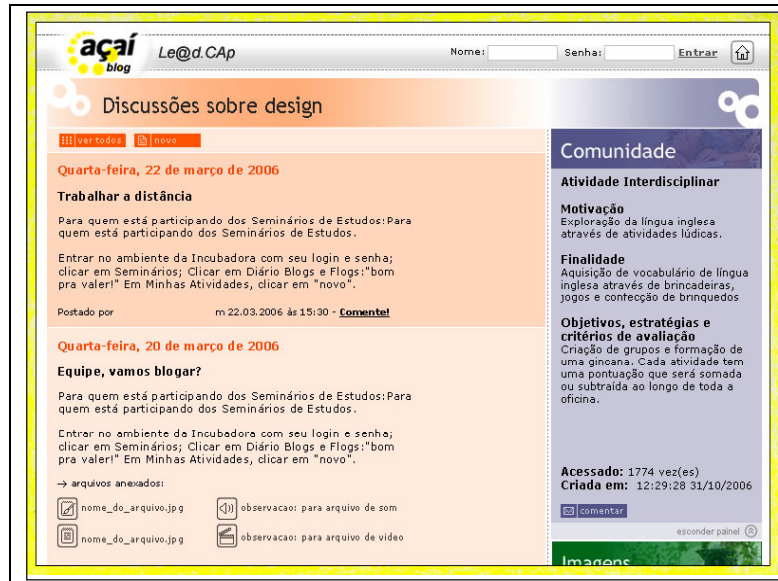 açaí
blog
Le@d.CAp
Nome:
Senha:
Entrar
Discussões sobre design
ver todos
novo
Quarta-feira, 22 de março de 2006
Trabalhar a distância
Para quem está participando dos Seminários de Estudos:Para
quem está participando dos Seminários de Estudos.
Entrar no ambiente da Incubadora com seu login e senha;
clicar em Seminários; Clicar em Diário Blogs e Flogs:"bom
pra valer!" Em Minhas Atividades, clicar em "novo".
Postado por m 22.03.2006 às 15:30 - Comente!
Quarta-feira, 20 de março de 2006
Equipe, vamos blogar?
Para quem está participando dos Seminários de Estudos:Para
quem está participando dos Seminários de Estudos.
Entrar no ambiente da Incubadora com seu login e senha;
clicar em Seminários; Clicar em Diário Blogs e Flogs:"bom
pra valer!" Em Minhas Atividades, clicar em "novo".
→ arquivos anexados:
nome_do_arquivo.jpg
observacao: para arquivo de som
nome_do_arquivo.jpg
observacao: para arquivo de video
Comunidade
Atividade Interdisciplinar
Motivação
Exploração da língua inglesa
através de atividades lúdicas.
Finalidade
Aquisição de vocabulário de língua
inglesa através de brincadeiras,
jogos e confecção de brinquedos
Objetivos, estratégias e
critérios de avaliação
Criação de grupos e formação de
uma gincana. Cada atividade tem
uma pontuação que será somada
ou subtraída ao longo de toda a
oficina.
Acessado: 1774 vez(es)
Criada em: 12:29:28 31/10/2006
comentar
esconder painel
Imagens